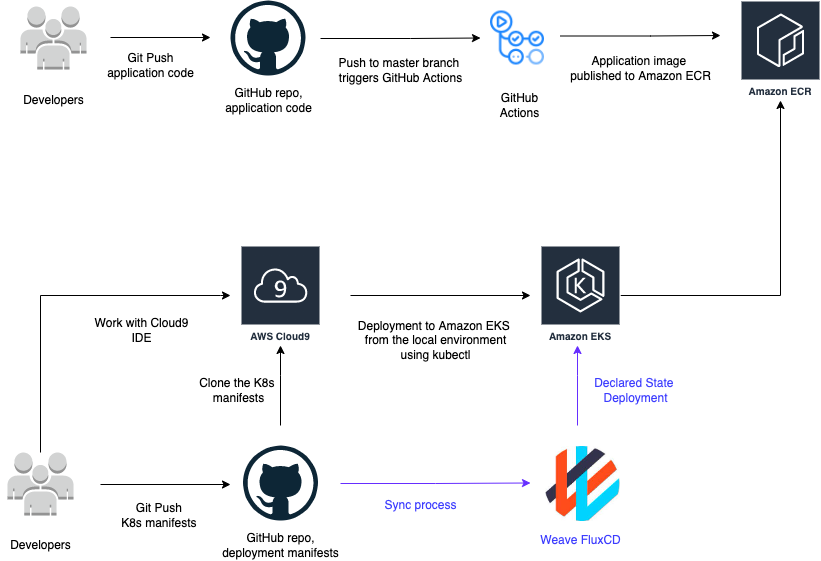 Git Push
application code
Push to master branch
triggers GitHub Actions
Application image
published to Amazon ECR
Developers
GitHub repo,
application code
GitHub
Actions
Amazon ECR
9
K
Work with Cloud9
IDE
AWS Cloud9
Deployment to Amazon EKS
from the local environment
using kubectl
Amazon EKS
Clone the K8s
manifests
Declared State
Deployment
Git Push
K8s manifests
Sync process
Developers
GitHub repo,
deployment manifests
Weave FluxCD